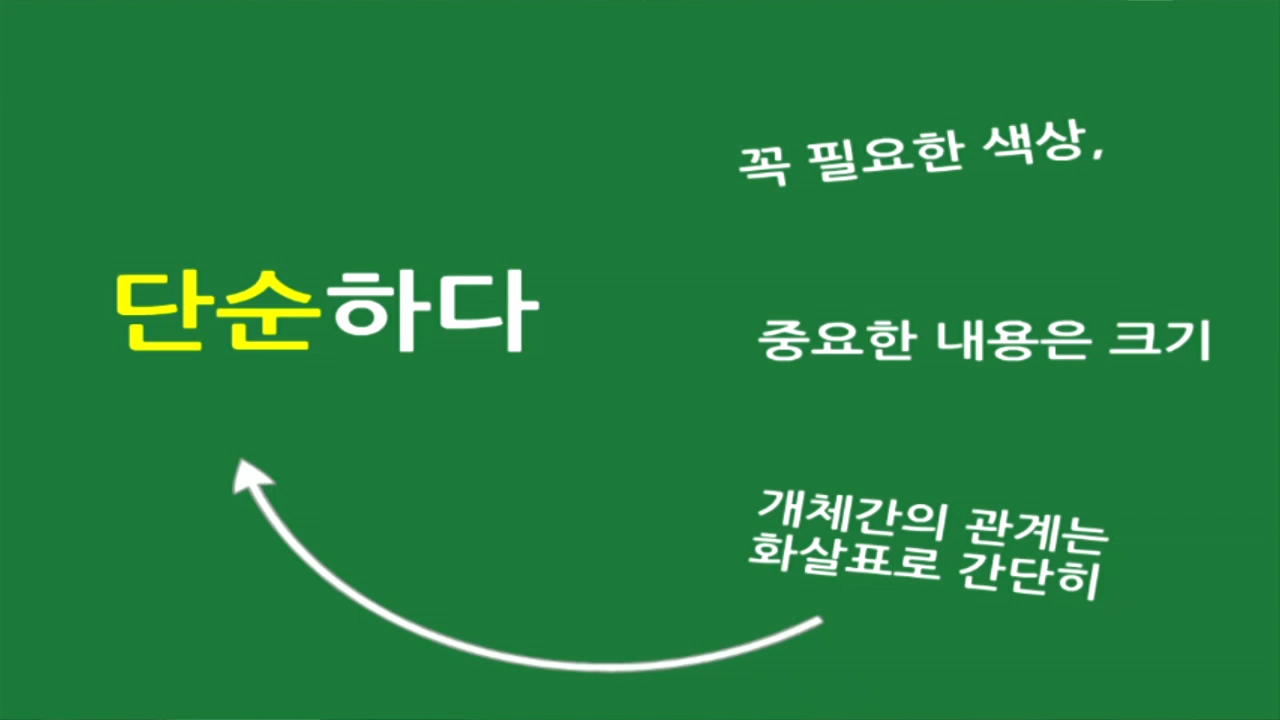 단순하다
꼭 필요한 색상,
중요한 내용은 크기
개체간의 관계는
화살표로 간단히